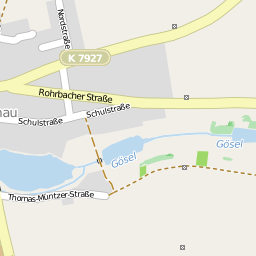 Nordstraße
K 7927
Rohrbacher Straße
Schulstraße
nau
Schulstraße
Gösel
Gösel
Thomas-Müntzer-Straße